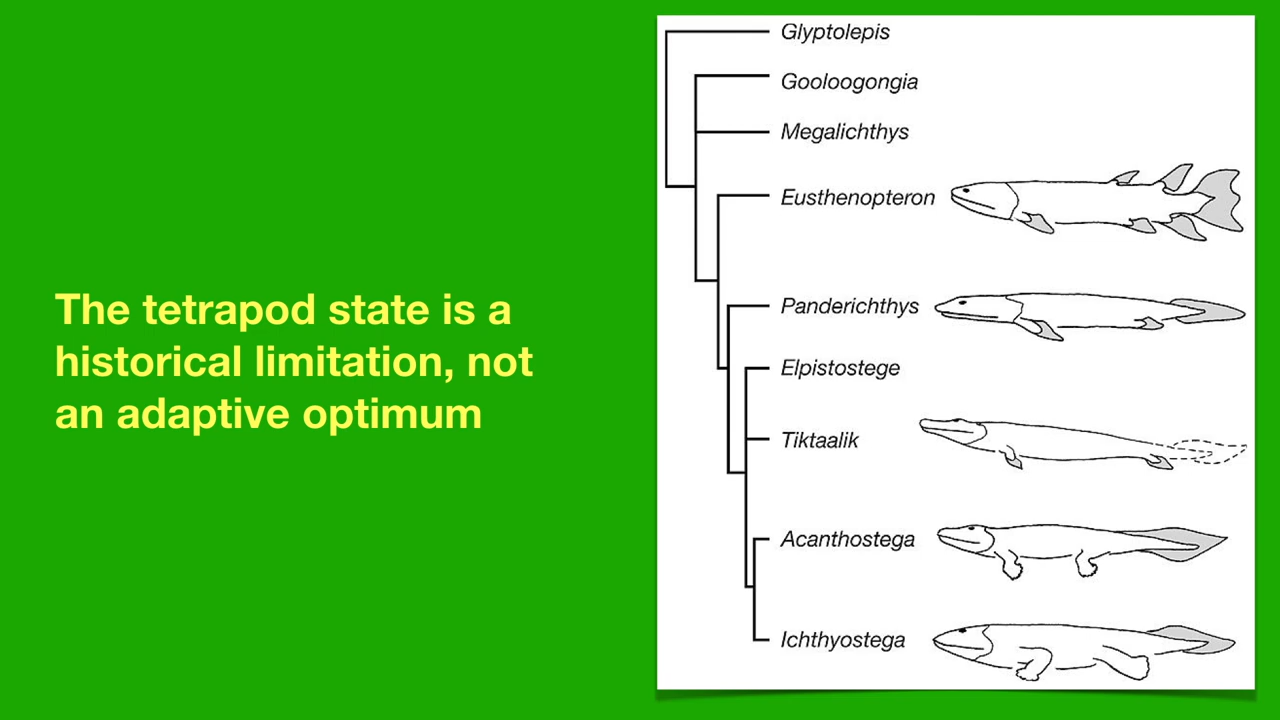 The tetrapod state is a
historical limitation, not
an adaptive optimum
Glyptolepis
Gooloogongia
Megalichthys
Eusthenopteron
Panderichthys
Elpistostege
Tiktaalik
Acanthostega
Ichthyostega